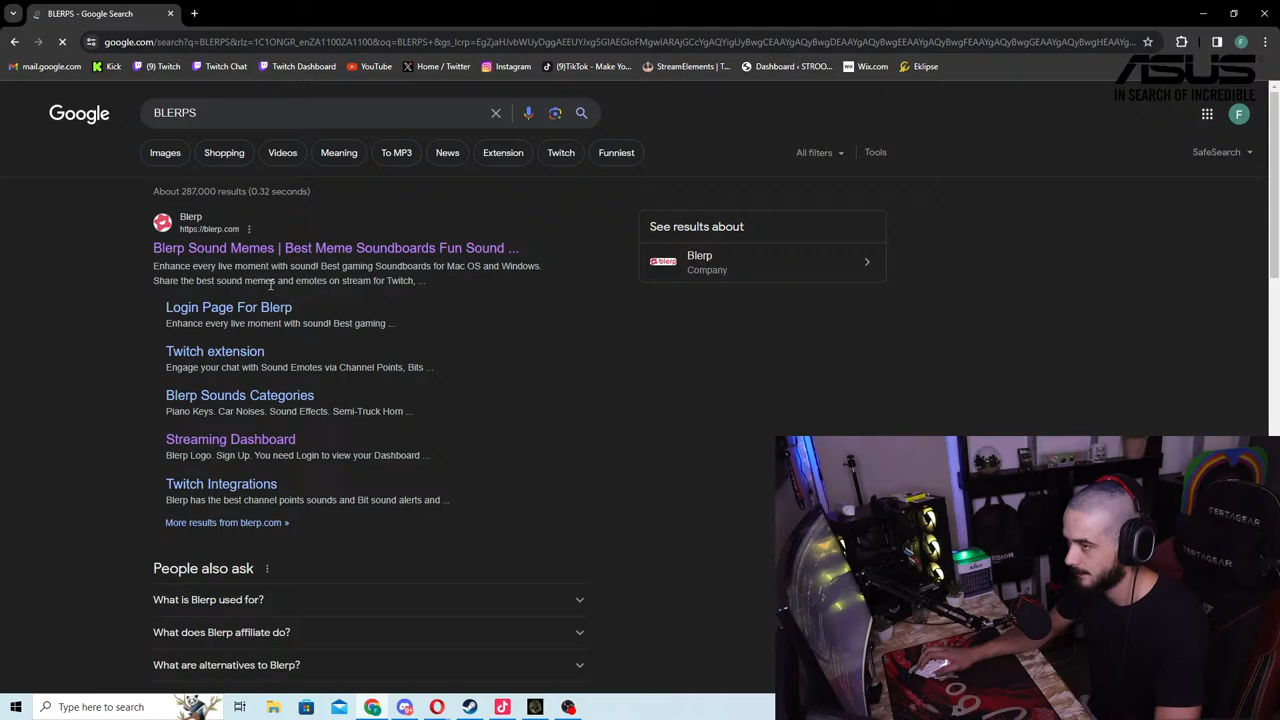 BLERPS - Google Search
google.com/search?q=BLERPS&rlz=1C1ONGR_enZA1100ZA1100&oq=BLERPS+&gs_lcrp=
mail.google.com
Kick
(9) Twitch
Twitch Chat
Twitch Dashboard
YouTube
Home / Twitter
Instagram
(9)TikTok - Make Yo...
StreamElements | T...
Dashboard ‹ STROO...
Wix.com
Eklipse
ASUS
IN SEARCH OF INCREDIBLE
Google
BLERPS
F
Images
Shopping
Videos
Meaning
To MP3
News
Extension
Twitch
Funniest
All filters
Tools
SafeSearch
About 287,000 results (0.32 seconds)
Blerp
https://blerp.com
Blerp Sound Memes | Best Meme Soundboards Fun Sound ...
Enhance every live moment with sound! Best gaming Soundboards for Mac OS and Windows.
Share the best sound memes and emotes on stream for Twitch, ...
Login Page For Blerp
Enhance every live moment with sound! Best gaming ...
Twitch extension
Engage your chat with Sound Emotes via Channel Points, Bits ...
Blerp Sounds Categories
Piano Keys. Car Noises. Sound Effects. Semi-Truck Horn ...
Streaming Dashboard
Blerp Logo. Sign Up. You need Login to view your Dashboard ...
Twitch Integrations
Blerp has the best channel points sounds and Bit sound alerts and ...
More results from blerp.com »
See results about
blerp
Blerp
Company
People also ask
What is Blerp used for?
What does Blerp affiliate do?
What are alternatives to Blerp?
FERTAGEAR
FERTAGEAR
LEGION
Type here to search